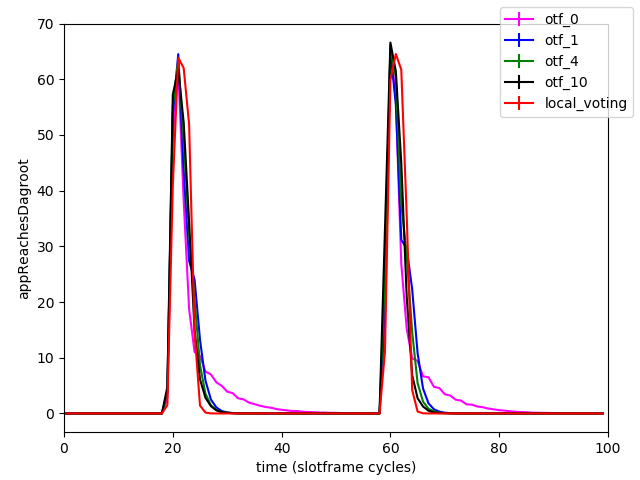 otf_0
otf_1
otf_4
otf_10
local_voting
appReachesDagroot
70
60
50
40
30
20
10
0
0 20 40 60 80 100
time (slotframe cycles)